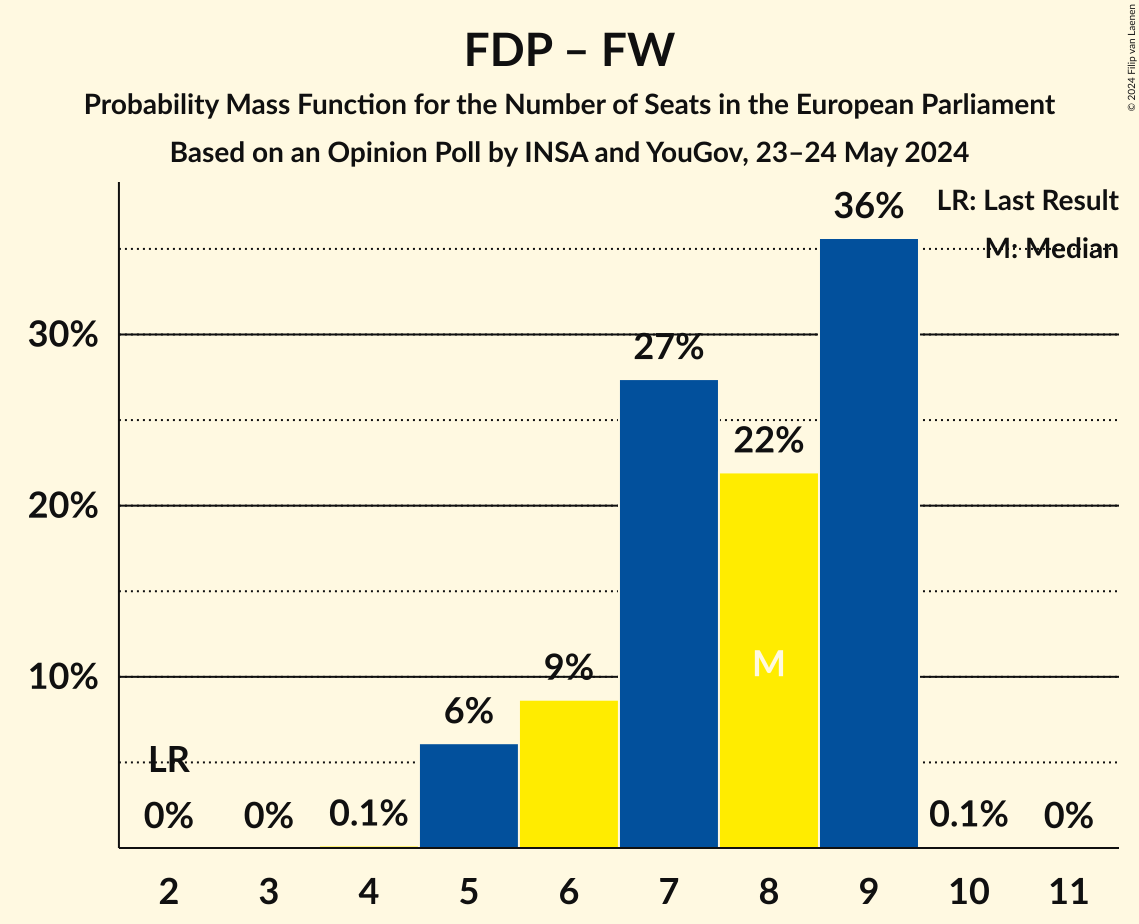 FDP – FW
Probability Mass Function for the Number of Seats in the European Parliament
Based on an Opinion Poll by INSA and YouGov, 23–24 May 2024
© 2024 Filip van Laenen
LR: Last Result
M: Median
36%
30%
27%
22%
20%
M
10%
9%
6%
LR
0%
0%
0.1%
0.1%
0%
2 3 4 5 6 7 8 9 10 11